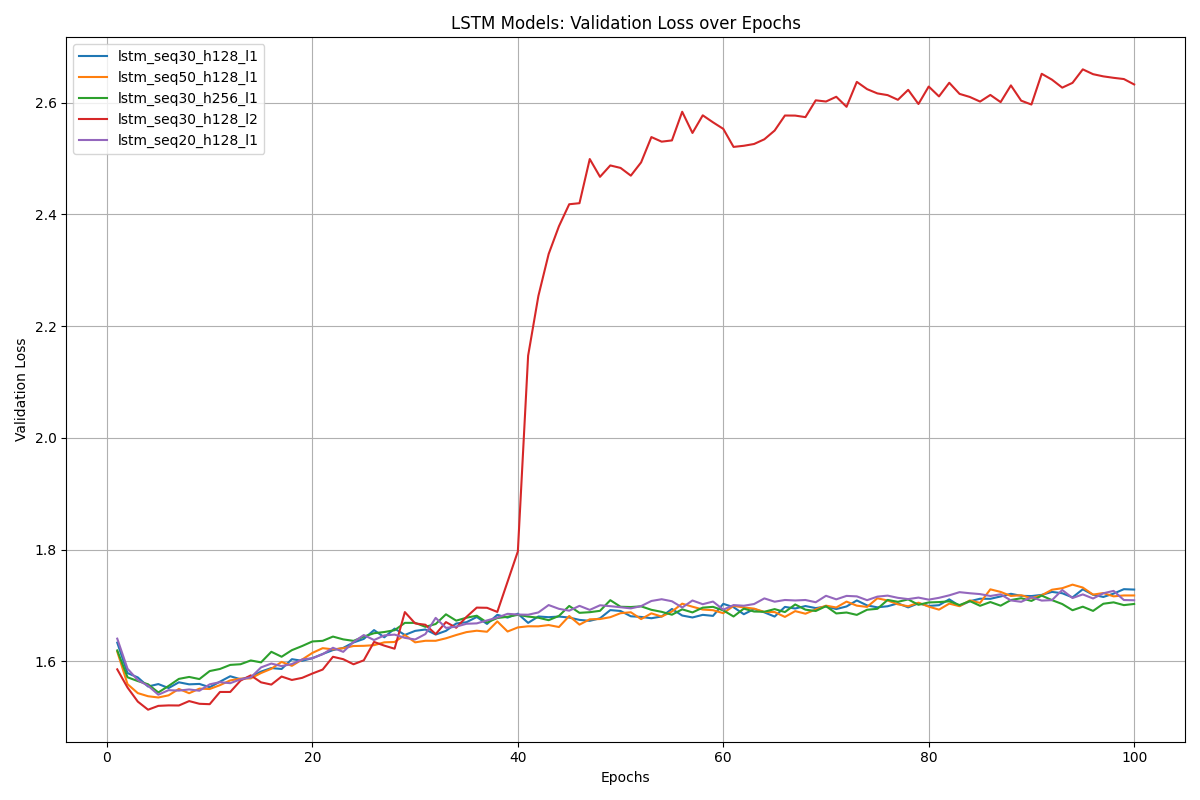 LSTM Models: Validation Loss over Epochs
lstm_seq30_h128_l1
lstm_seq50_h128_l1
lstm_seq30_h256_l1
lstm_seq30_h128_l2
lstm_seq20_h128_l1
Validation Loss
2.6
2.4
2.2
2.0
1.8
1.6
0 20 40 60 80 100
Epochs